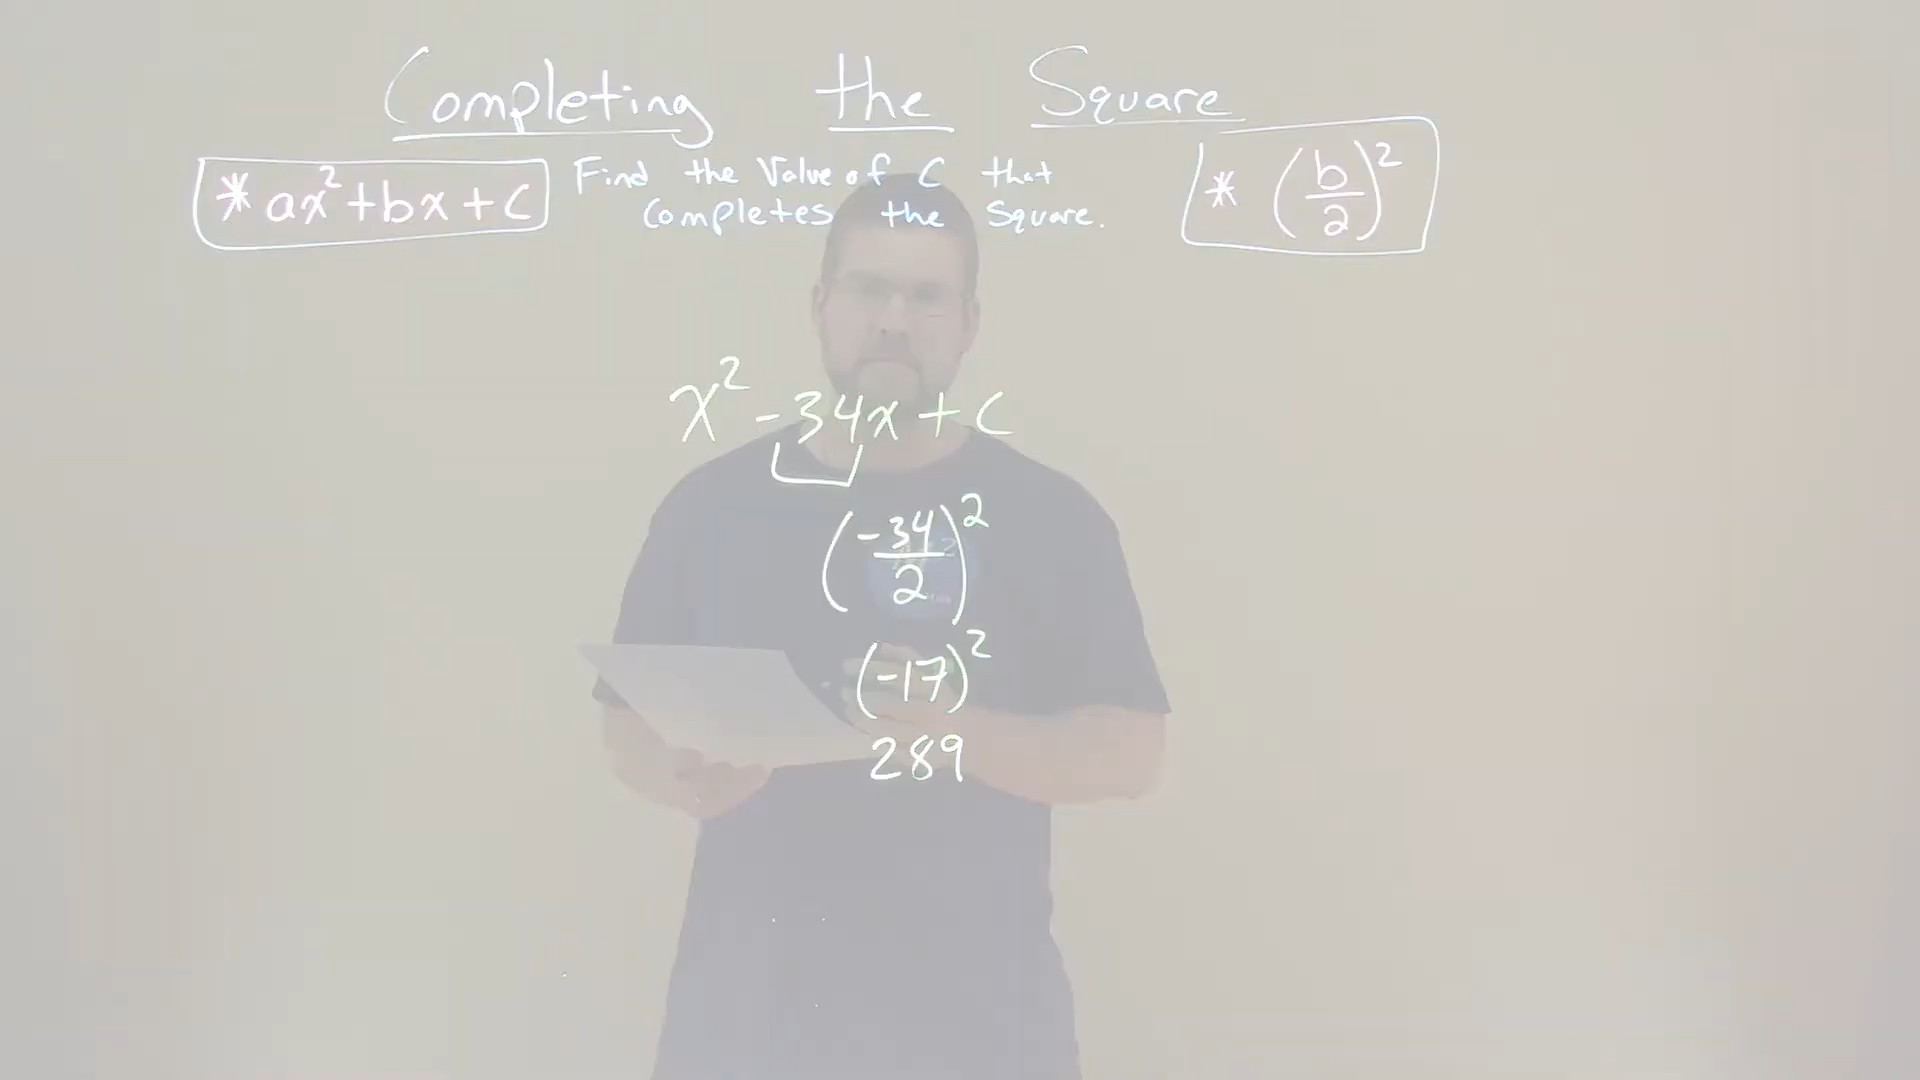 Completing the Square
* ax²+bx+c
Find the Value of C that
Completes the Square.
* (b/2)²
x² -34x+c
(-34/2)²
(-17)²
289